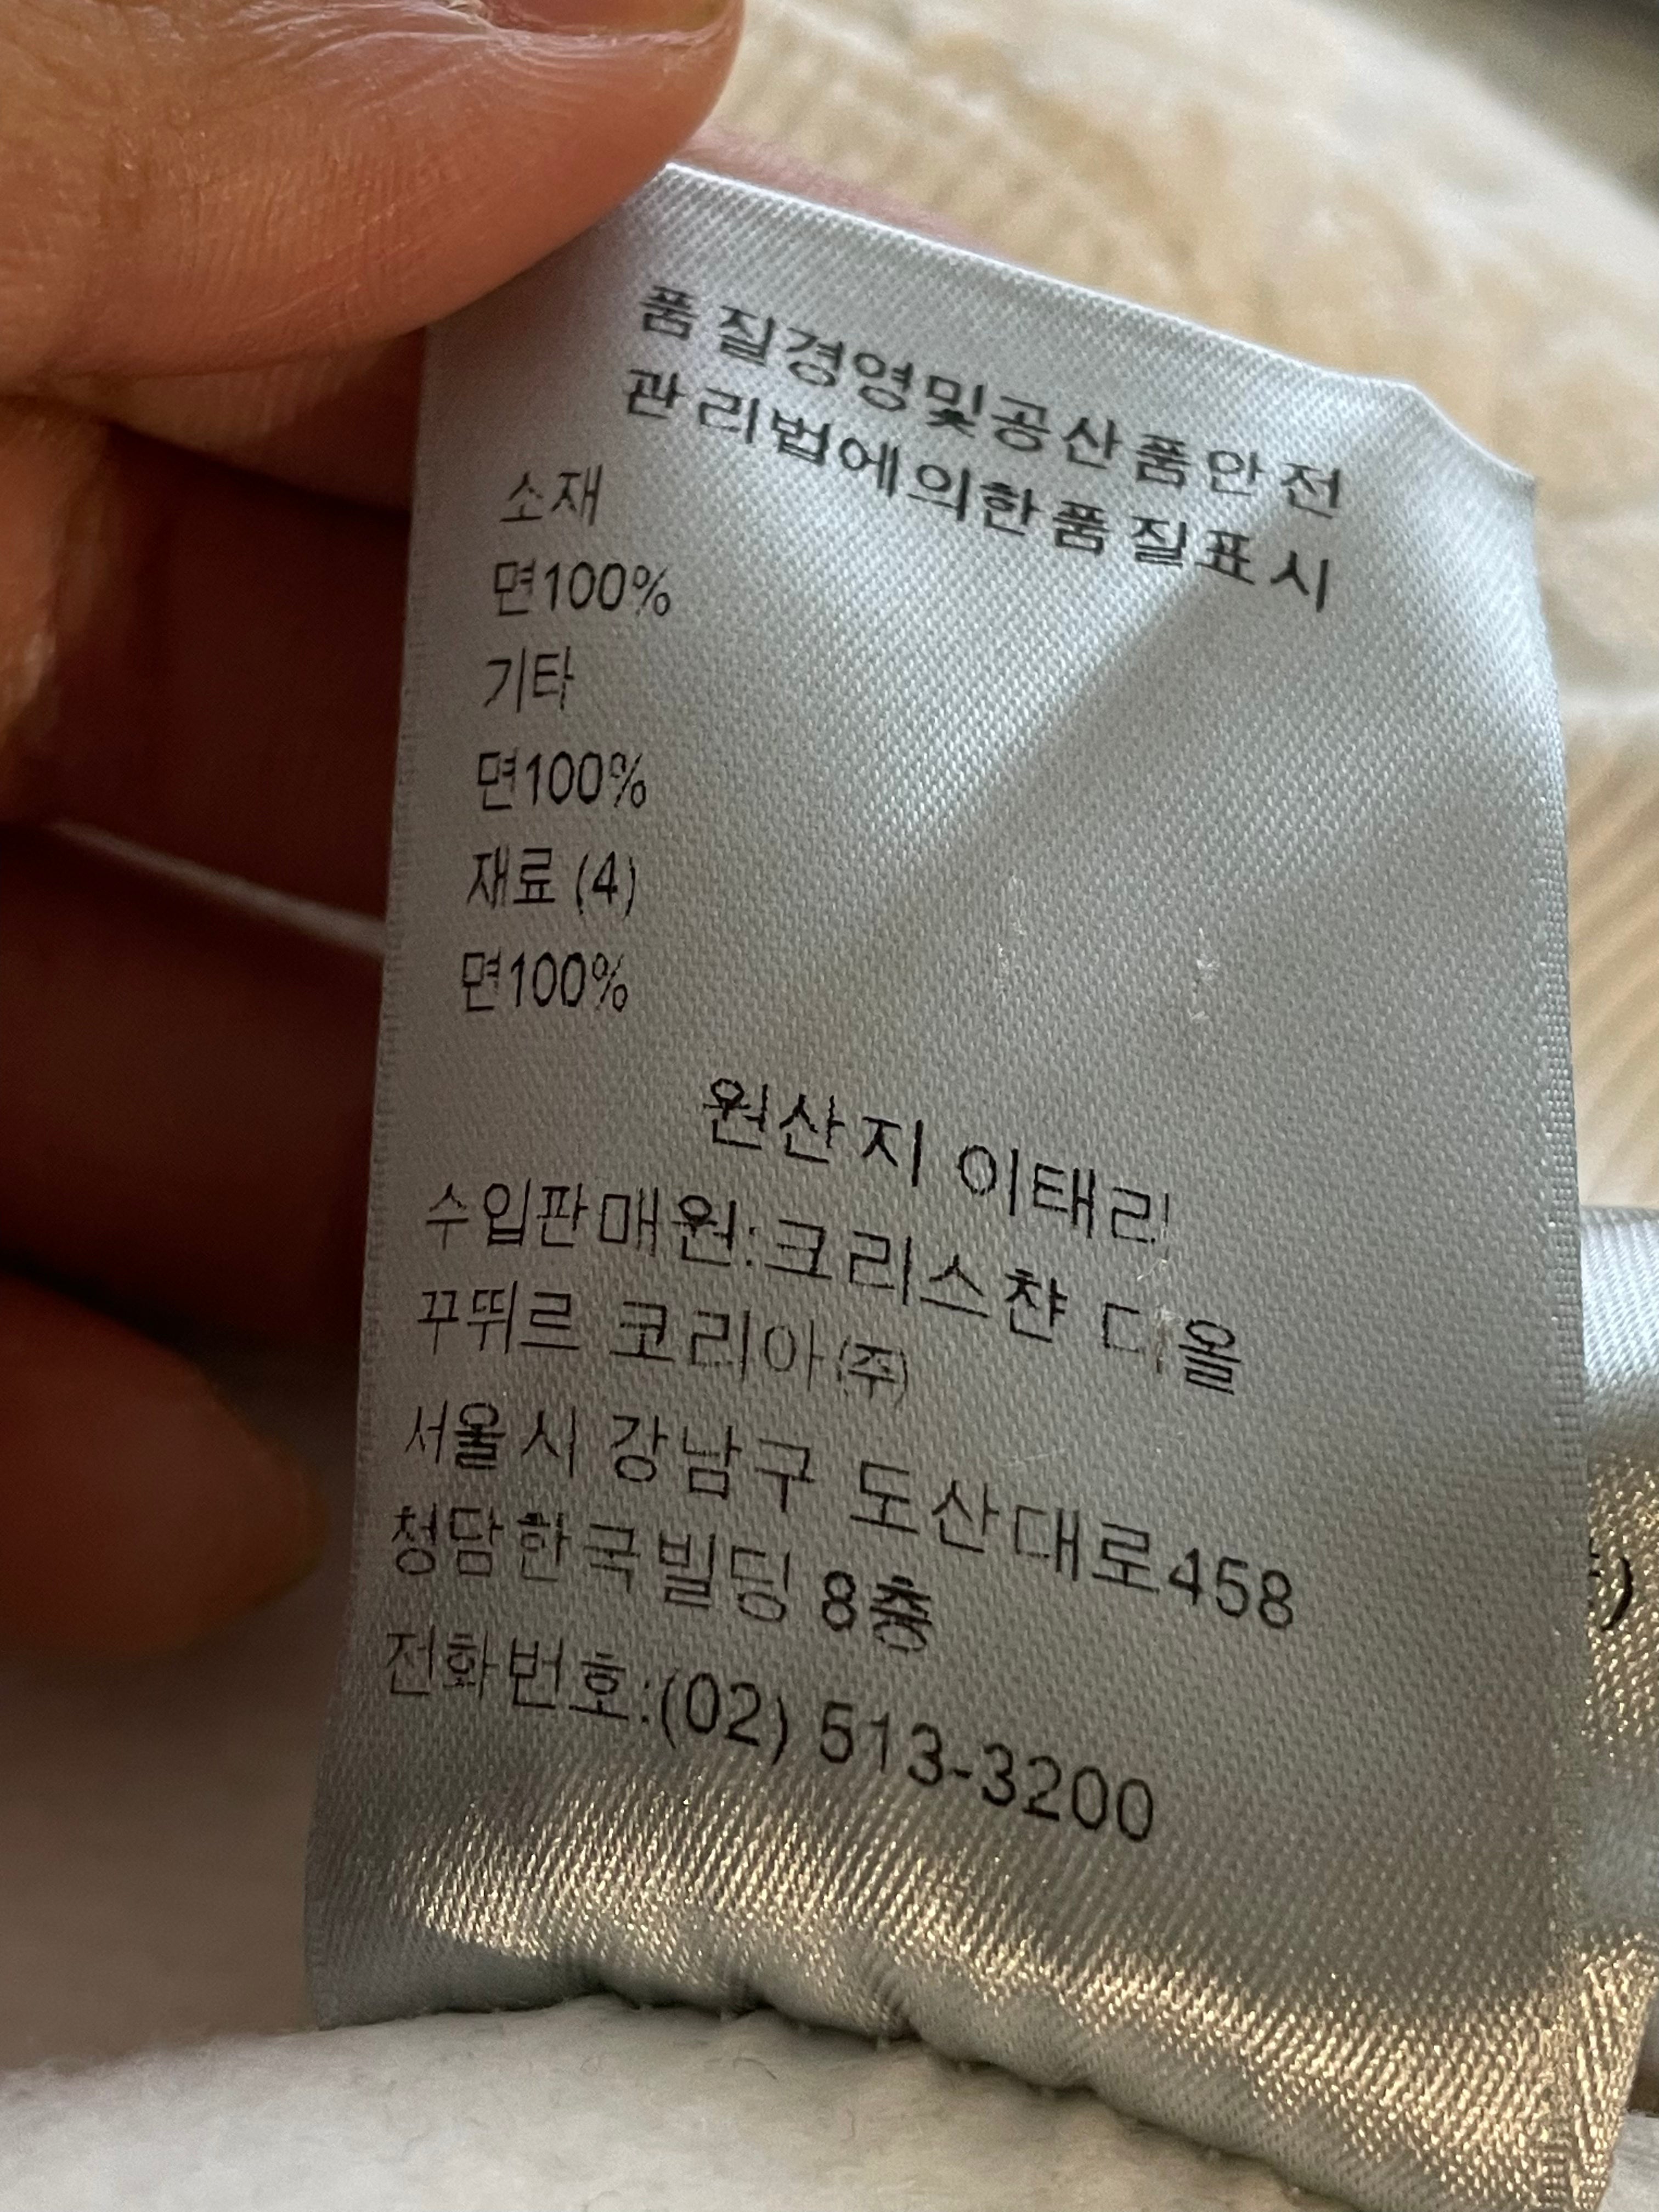 품질경영및공산품안전
관리법에의한품질표시
소재
면100%
기타
면100%
재료 (4)
면100%
원산지 이태리
수입판매원:크리스챤 디올
꾸뛰르 코리아(주)
서울시 강남구 도산대로458
청담한국빌딩 8층
전화번호:(02) 513-3200
)